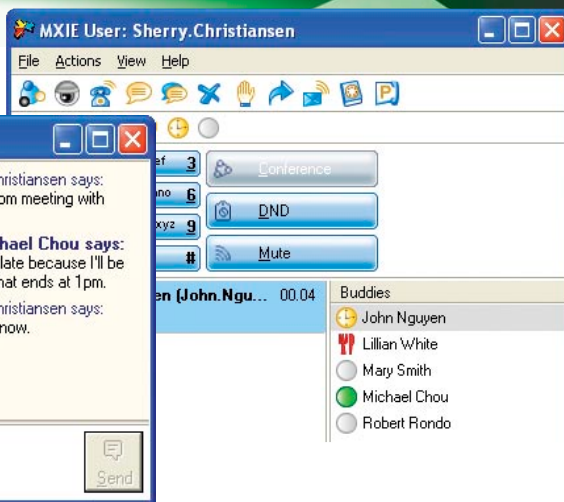 MXIE User: Sherry.Christiansen
File Actions View Help
P
ef 3
Conference
no 6
DND
xyz 9
#
Mute
en (John.Ngu... 00.04
Buddies
John Nguyen
Lillian White
Mary Smith
Michael Chou
Robert Rondo
hristiansen says:
om meeting with
hael Chou says:
late because I'll be
hat ends at 1pm.
hristiansen says:
now.
Send